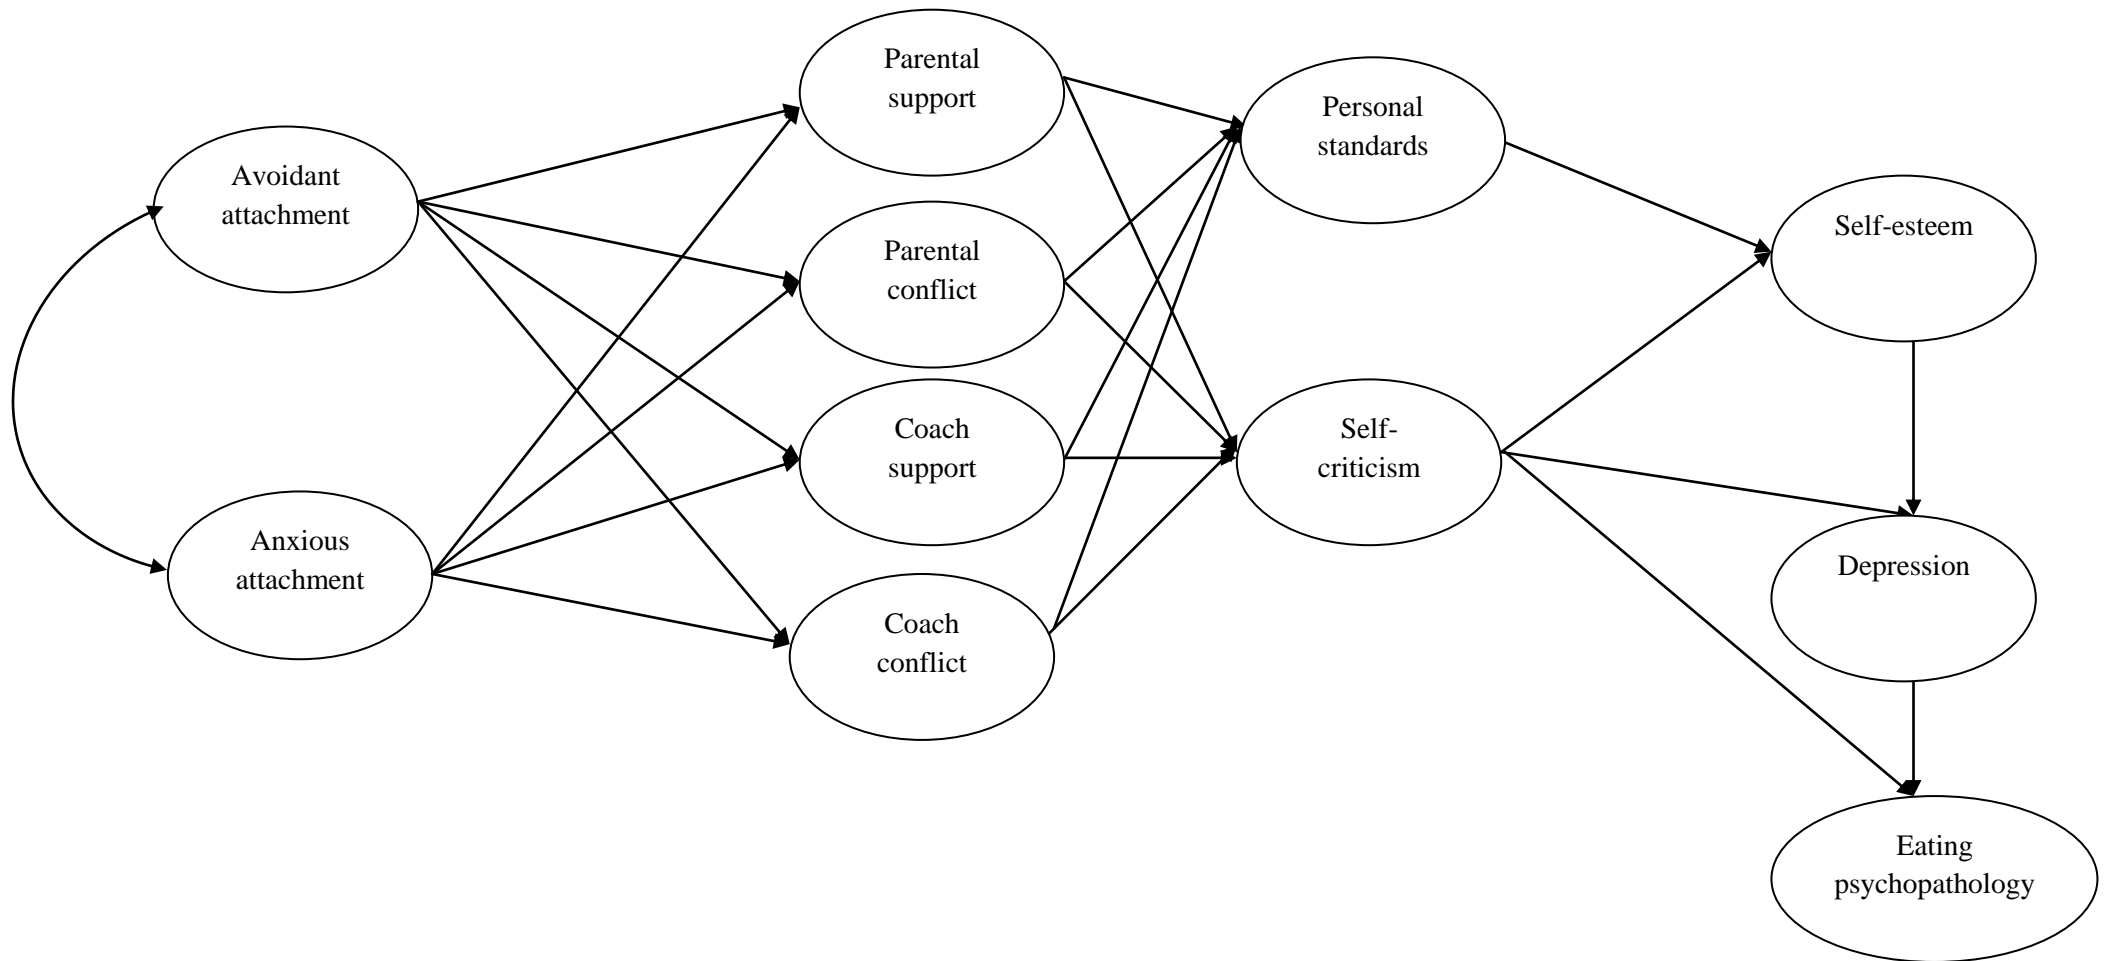 Avoidant
attachment
Anxious
attachment
Parental
support
Parental
conflict
Coach
support
Coach
conflict
Personal
standards
Self-
criticism
Self-esteem
Depression
Eating
psychopathology